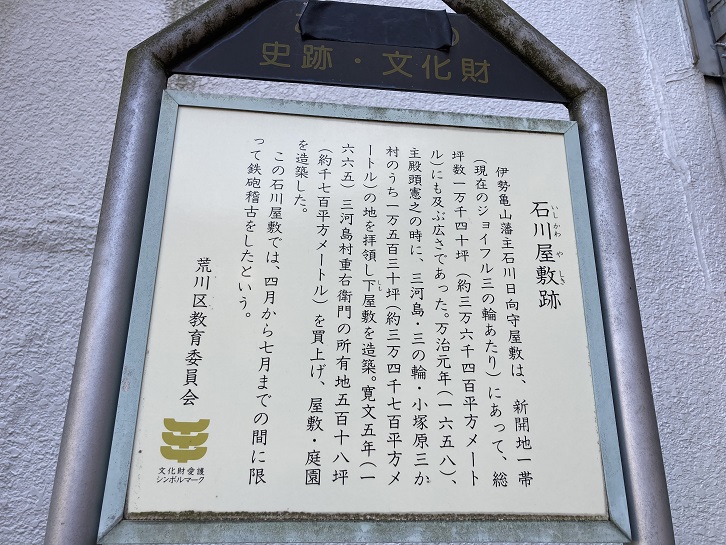 史跡・文化財
石川屋敷跡
いしかわやしき
伊勢亀山藩主石川日向守屋敷は、新開地一帯
(現在のジョイフル三の輪あたり)にあって、総
坪数一万千四十坪(約三万六千四百平方メート
ル)にも及ぶ広さであった。万治元年(一六五八)、
主殿頭憲之の時に、三河島・三の輪・小塚原三か
村のうち一万五百三十坪(約三万四千七百平方メ
ートル)の地を拝領し下屋敷を造築。寛文五年(一
しも
六六五)三河島村重右衛門の所有地五百十八坪
(約千七百平方メートル)を買上げ、屋敷・庭園
を造築した。
この石川屋敷では、四月から七月までの間に限
って鉄砲稽古をしたという。
荒川区教育委員会
文化財愛護
シンボルマーク